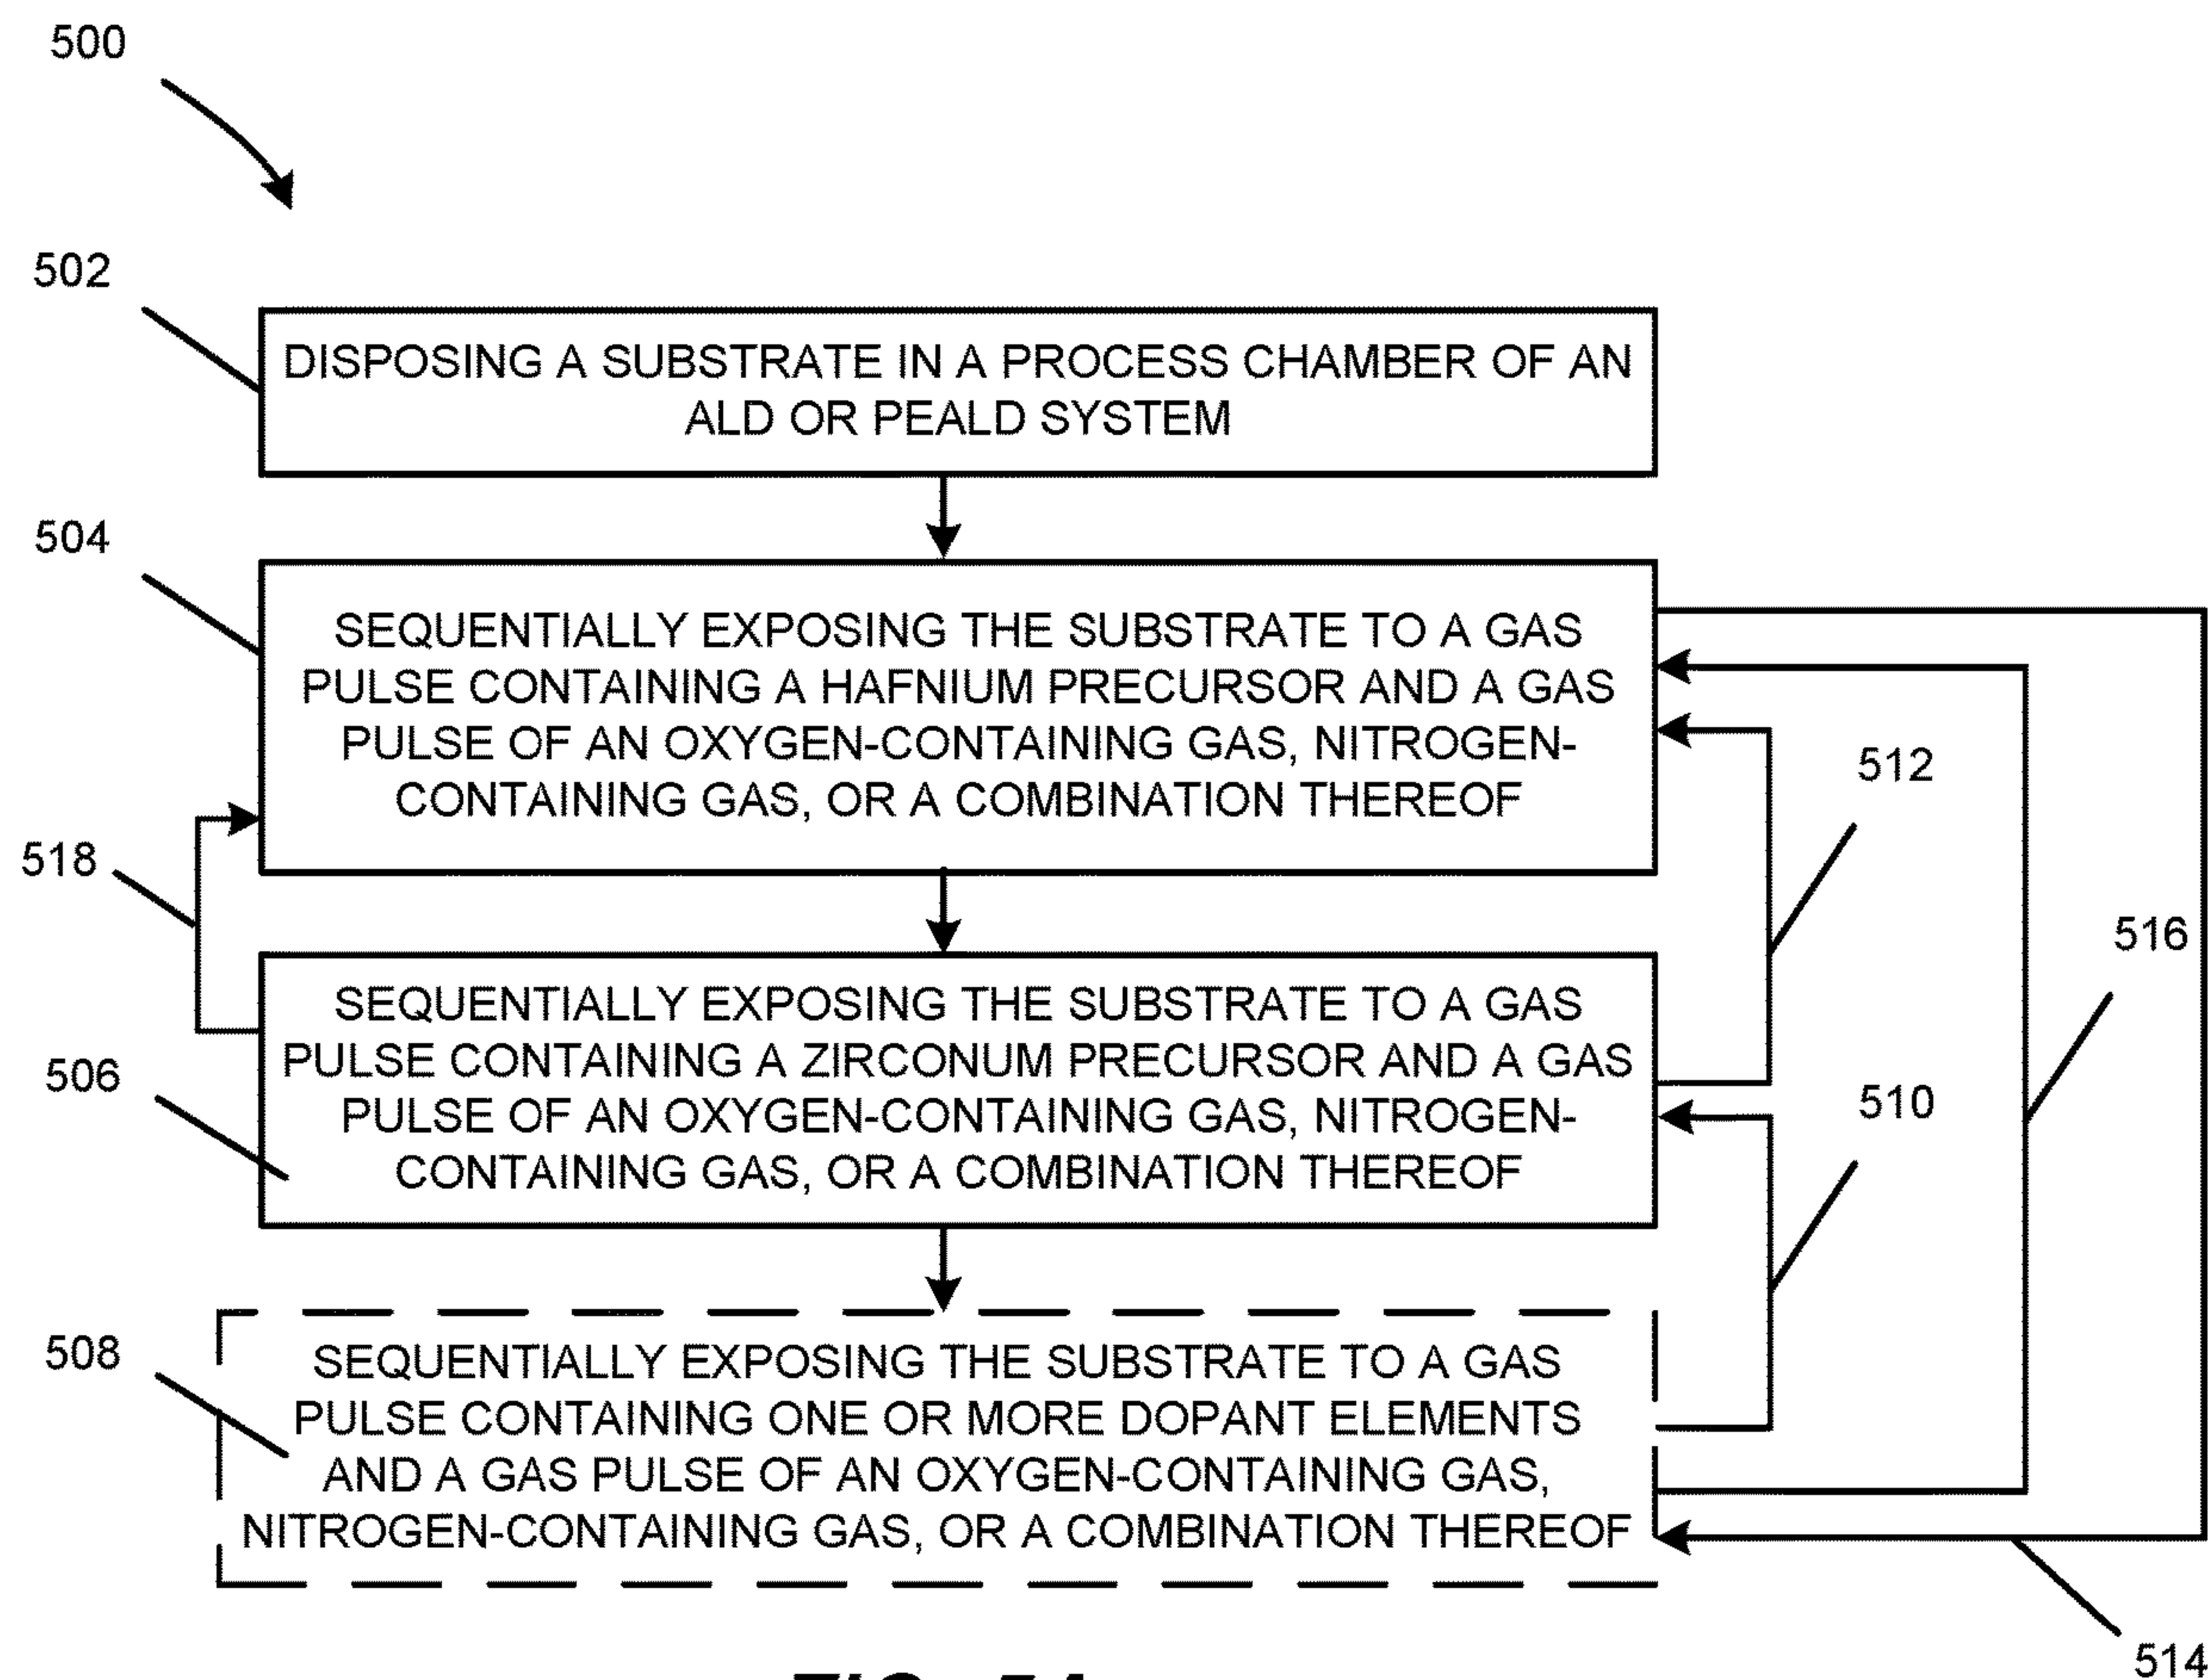 500
502
DISPOSING A SUBSTRATE IN A PROCESS CHAMBER OF AN
ALD OR PEALD SYSTEM
504
SEQUENTIALLY EXPOSING THE SUBSTRATE TO A GAS
PULSE CONTAINING A HAFNIUM PRECURSOR AND A GAS
PULSE OF AN OXYGEN-CONTAINING GAS, NITROGEN-
CONTAINING GAS, OR A COMBINATION THEREOF
512
518
516
506
SEQUENTIALLY EXPOSING THE SUBSTRATE TO A GAS
PULSE CONTAINING A ZIRCONUM PRECURSOR AND A GAS
PULSE OF AN OXYGEN-CONTAINING GAS, NITROGEN-
CONTAINING GAS, OR A COMBINATION THEREOF
510
508
SEQUENTIALLY EXPOSING THE SUBSTRATE TO A GAS
PULSE CONTAINING ONE OR MORE DOPANT ELEMENTS
AND A GAS PULSE OF AN OXYGEN-CONTAINING GAS,
NITROGEN-CONTAINING GAS, OR A COMBINATION THEREOF
514